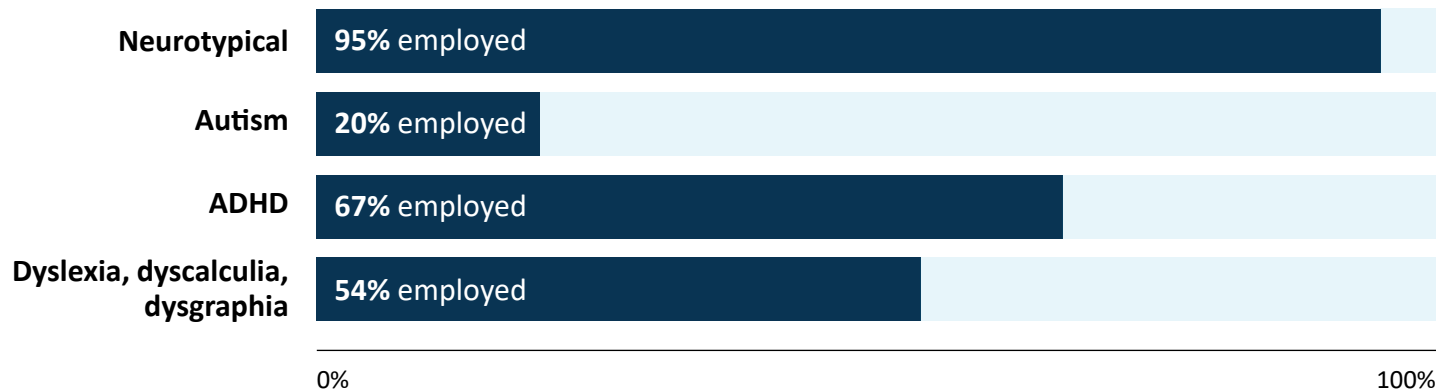 Neurotypical
95% employed
Autism
20% employed
ADHD
67% employed
Dyslexia, dyscalculia,
dysgraphia
54% employed
0%
100%